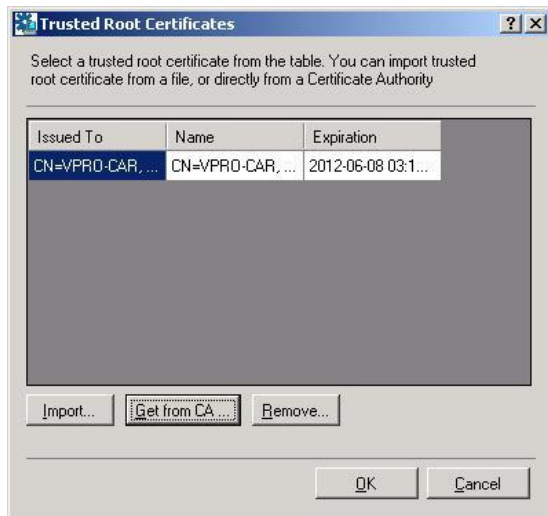 Trusted Root Certificates
Select a trusted root certificate from the table. You can import trusted
root certificate from a file, or directly from a Certificate Authority
Issued To Name Expiration
CN=VPRO-CAR, ... CN=VPRO-CAR, ... 2012-06-08 03:1...
Import... Get from CA ... Remove...
OK Cancel